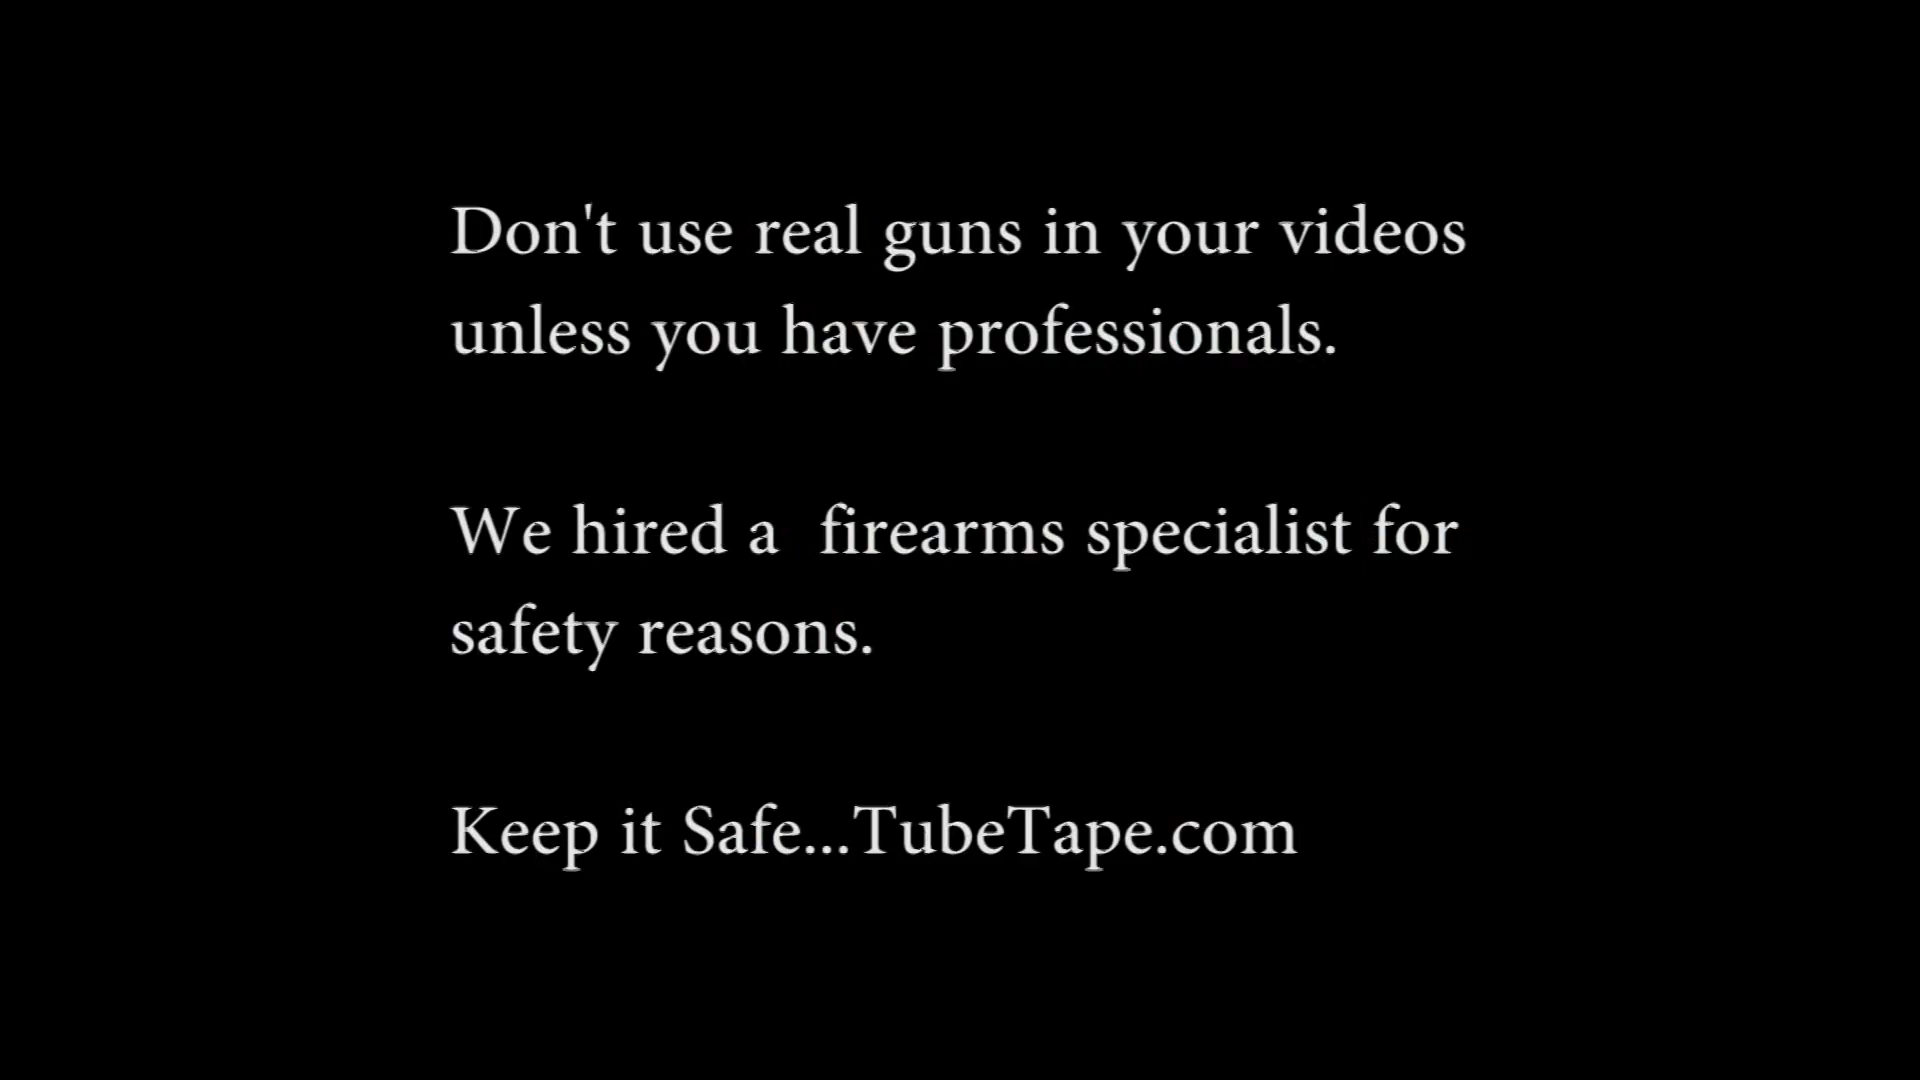 Don't use real guns in your videos
unless you have professionals.
We hired a  firearms specialist for
safety reasons.
Keep it Safe...TubeTape.com